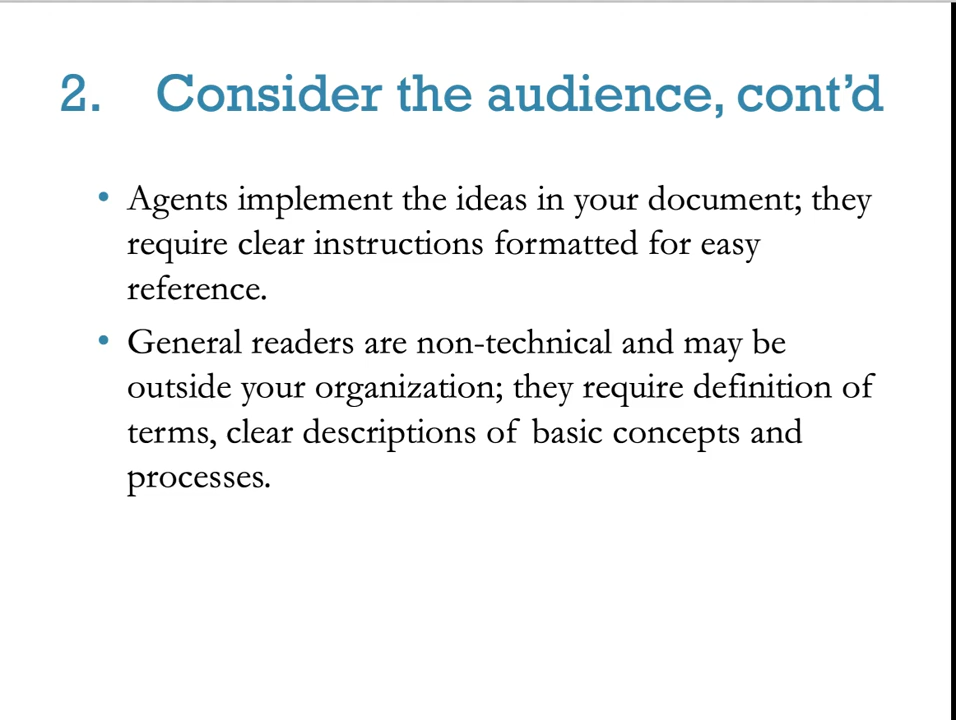 2. Consider the audience, cont’d
• Agents implement the ideas in your document; they
require clear instructions formatted for easy
reference.
• General readers are non-technical and may be
outside your organization; they require definition of
terms, clear descriptions of basic concepts and
processes.